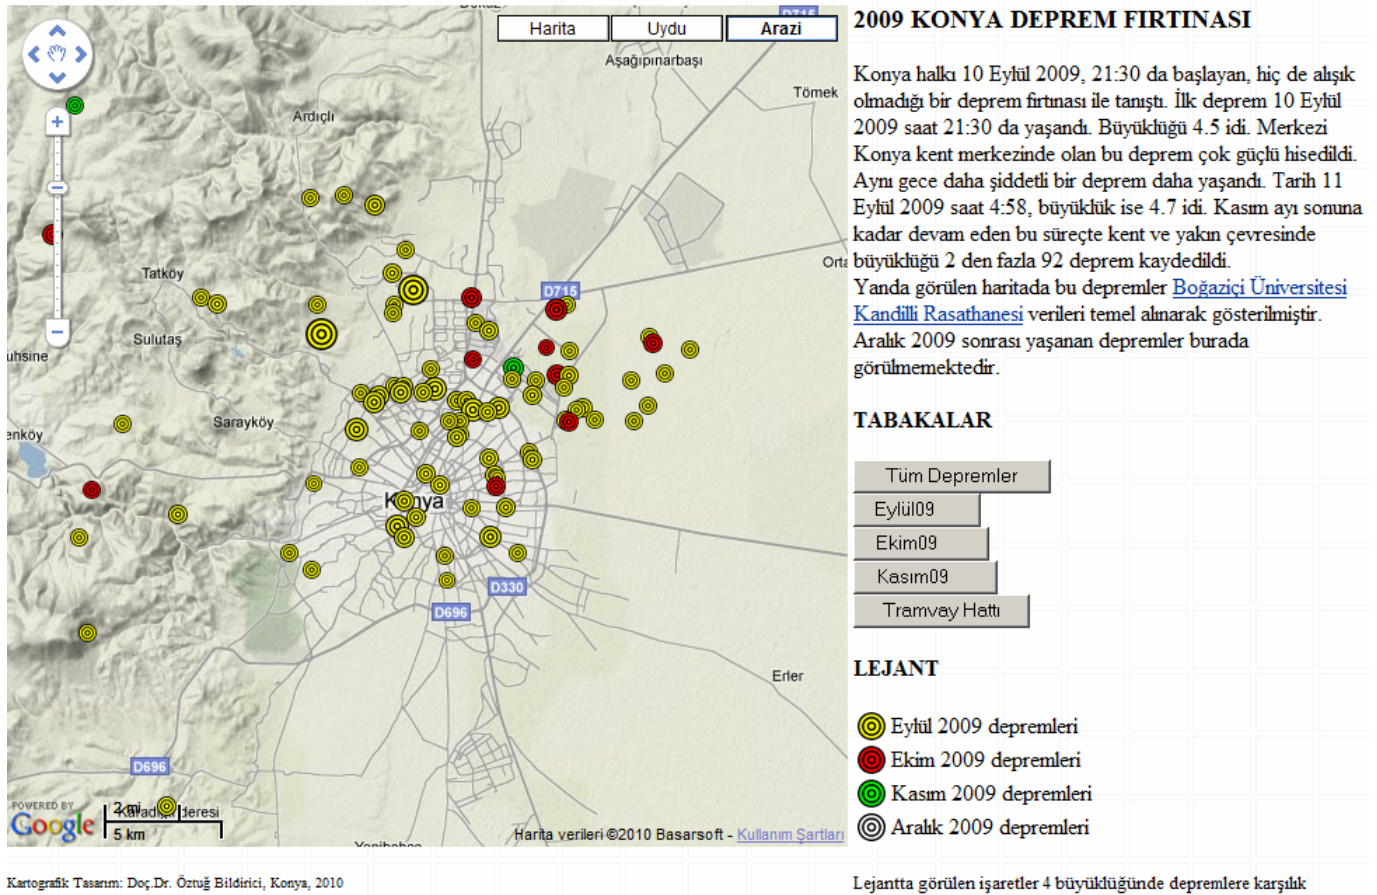 Harita
Uydu
Arazi
D715
Aşağıpınarbaşı
Tömek
Ardıçlı
Tatköy
D715
Sulutaş
uhsine
Sarayköy
enköy
Konya
D330
D696
Erler
D696
POWERED BY
Google
2 mi
5 km
Harita verileri ©2010 Basarsoft - Kullanım Şartları
Kartografik Tasarım: Doç.Dr. Öztuğ Bildirici, Konya, 2010
2009 KONYA DEPREM FIRTINASI
Konya halkı 10 Eylül 2009, 21:30 da başlayan, hiç de alışık
olmadığı bir deprem fırtınası ile tanıştı. İlk deprem 10 Eylül
2009 saat 21:30 da yaşandı. Büyüklüğü 4.5 idi. Merkezi
Konya kent merkezinde olan bu deprem çok güçlü hisedildi.
Aynı gece daha şiddetli bir deprem daha yaşandı. Tarih 11
Eylül 2009 saat 4:58, büyüklük ise 4.7 idi. Kasım ayı sonuna
kadar devam eden bu süreçte kent ve yakın çevresinde
büyüklüğü 2 den fazla 92 deprem kaydedildi.
Yanda görülen haritada bu depremler Boğaziçi Üniversitesi
Kandilli Rasathanesi verileri temel alınarak gösterilmiştir.
Aralık 2009 sonrası yaşanan depremler burada
görülmemektedir.
TABAKALAR
Tüm Depremler
Eylül09
Ekim09
Kasım09
Tramvay Hattı
LEJANT
Eylül 2009 depremleri
Ekim 2009 depremleri
Kasım 2009 depremleri
Aralık 2009 depremleri
Lejantta görülen işaretler 4 büyüklüğünde depremlere karşılık